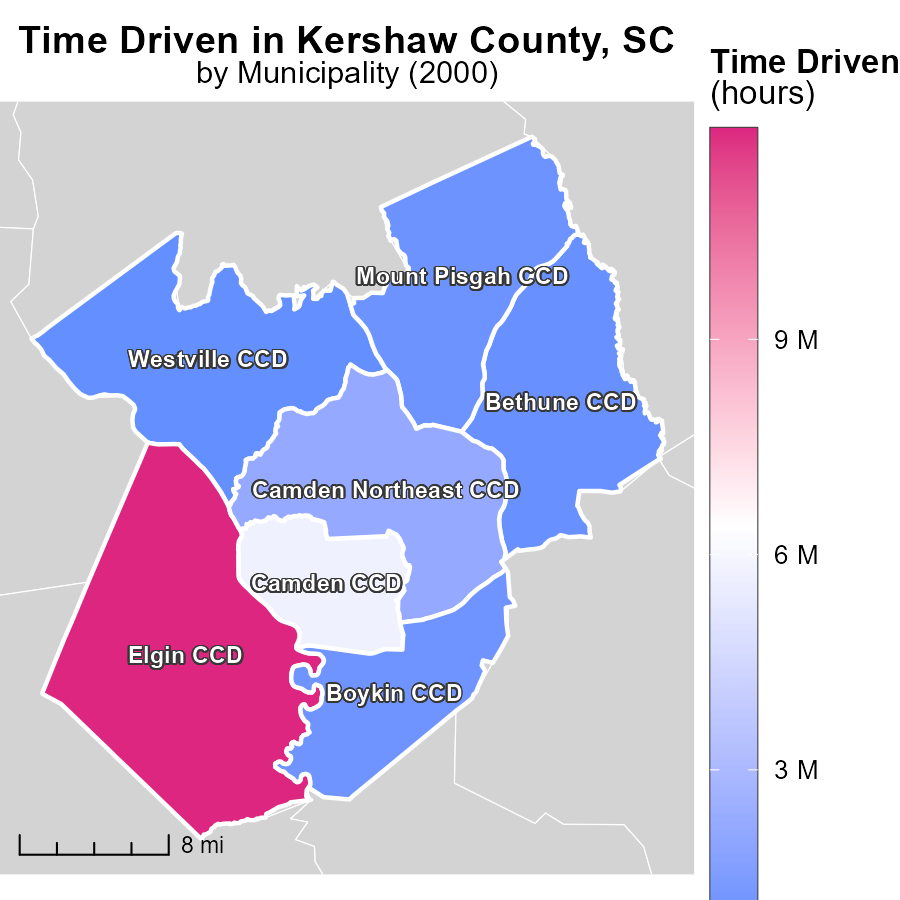 Time Driven in Kershaw County, SC
by Municipality (2000)
Time Driven
(hours)
Mount Pisgah CCD
Westville CCD
Bethune CCD
Camden Northeast CCD
Camden CCD
Elgin CCD
Boykin CCD
9 M
6 M
3 M
8 mi